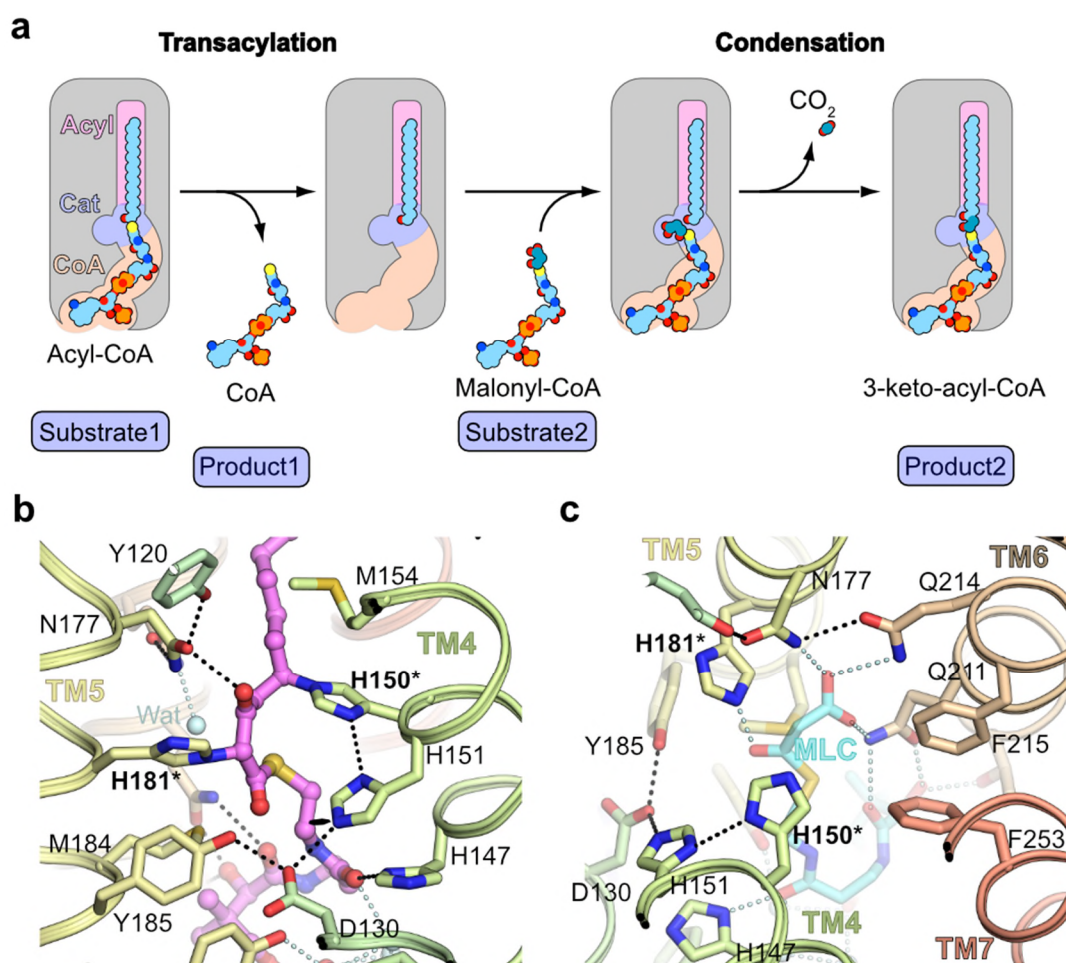 a
Transacylation
Condensation
Acyl
Cat
CoA
CO2
Acyl-CoA
CoA
Malonyl-CoA
3-keto-acyl-CoA
Substrate1
Product1
Substrate2
Product2
b
Y120
N177
M154
TM4
TM5
H150*
Wat
H151
H181*
M184
H147
Y185
D130
c
TM5
N177
TM6
Q214
H181*
Q211
Y185
MLC
F215
H150*
F253
D130
H151
TM4
H147
TM7